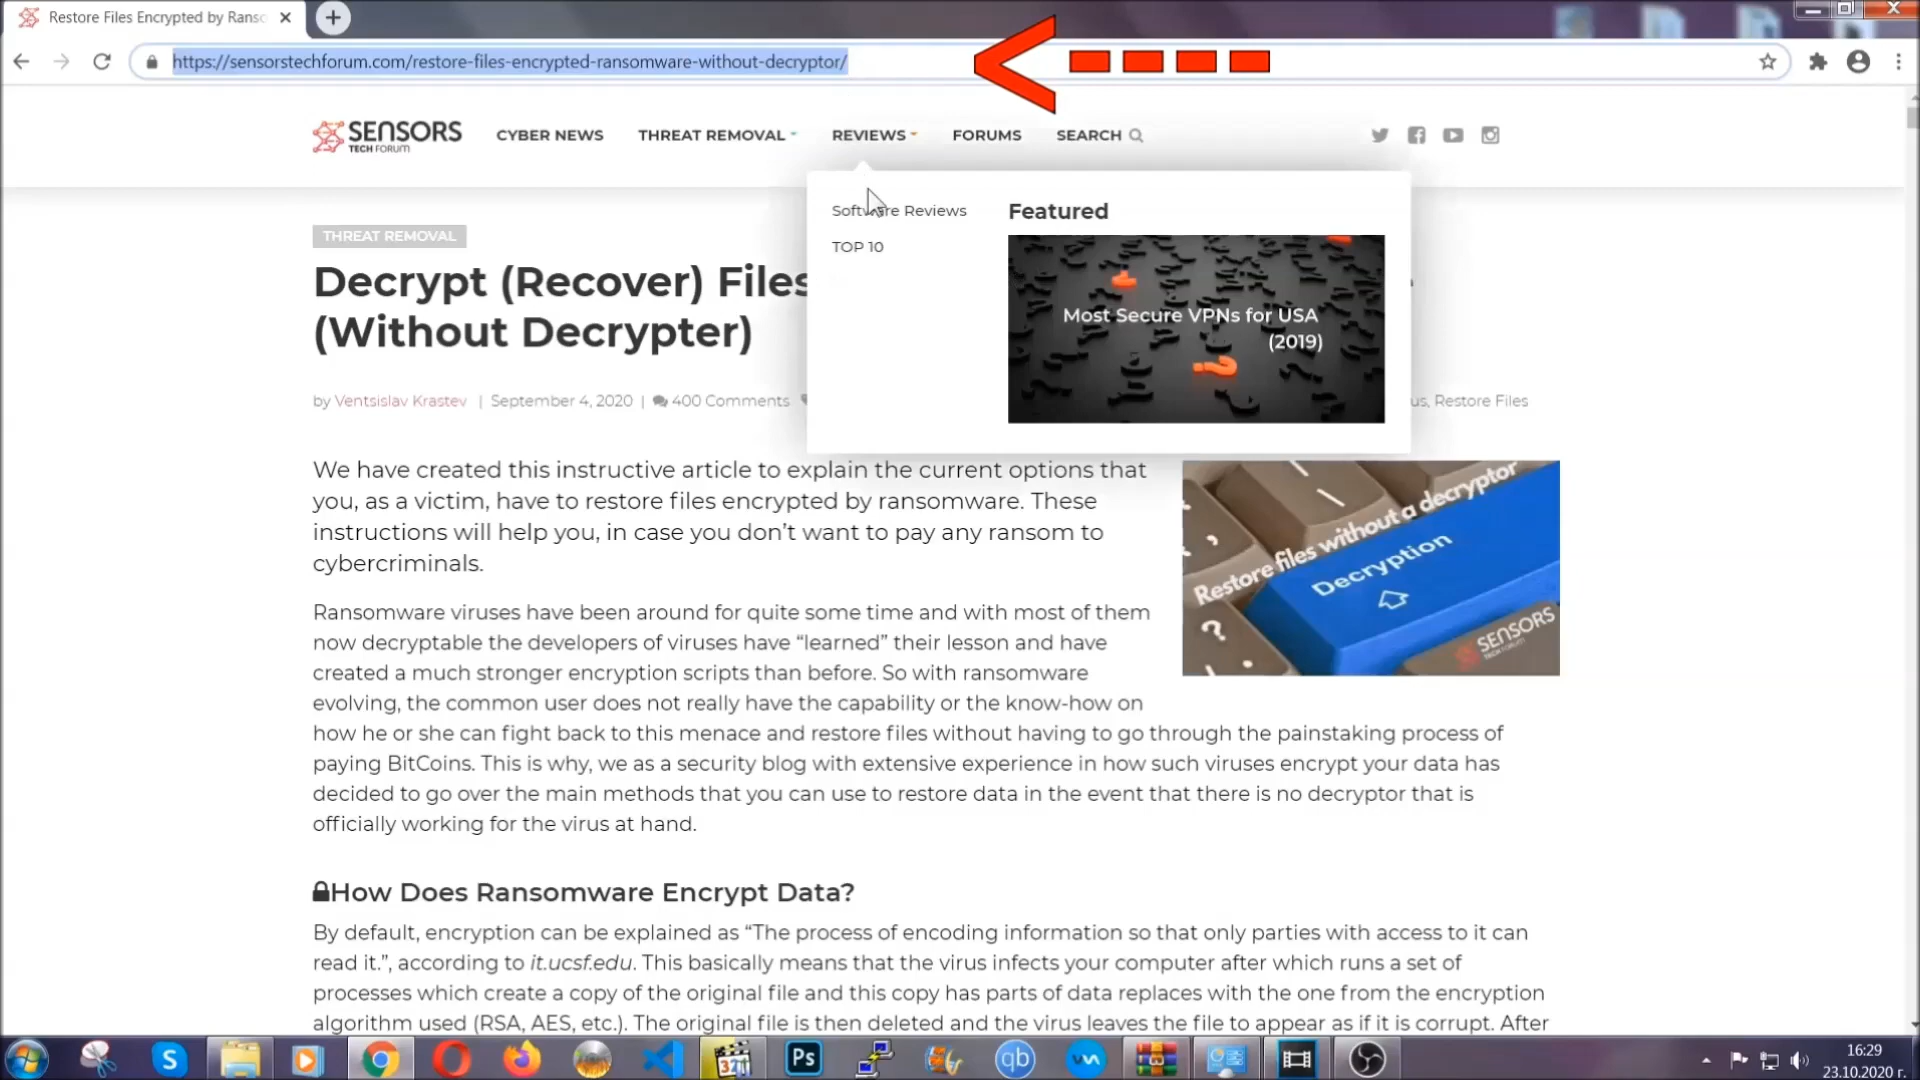 Restore Files Encrypted by Ranso
https://sensorstechforum.com/restore-files-encrypted-ransomware-without-decryptor/
SENSORS
TECH FORUM
CYBER NEWS
THREAT REMOVAL
REVIEWS
FORUMS
SEARCH
Software Reviews
TOP 10
Featured
Most Secure VPNs for USA
(2019)
THREAT REMOVAL
Decrypt (Recover) Files
(Without Decrypter)
by Ventsislav Krastev | September 4, 2020 | 400 Comments
us, Restore Files
We have created this instructive article to explain the current options that
you, as a victim, have to restore files encrypted by ransomware. These
instructions will help you, in case you don’t want to pay any ransom to
cybercriminals.
Restore files without a decryptor
Decryption
SENSORS
Ransomware viruses have been around for quite some time and with most of them
now decryptable the developers of viruses have “learned” their lesson and have
created a much stronger encryption scripts than before. So with ransomware
evolving, the common user does not really have the capability or the know-how on
how he or she can fight back to this menace and restore files without having to go through the painstaking process of
paying BitCoins. This is why, we as a security blog with extensive experience in how such viruses encrypt your data has
decided to go over the main methods that you can use to restore data in the event that there is no decryptor that is
officially working for the virus at hand.
How Does Ransomware Encrypt Data?
By default, encryption can be explained as “The process of encoding information so that only parties with access to it can
read it.”, according to it.ucsf.edu. This basically means that the virus infects your computer after which runs a set of
processes which create a copy of the original file and this copy has parts of data replaces with the one from the encryption
algorithm used (RSA, AES, etc.). The original file is then deleted and the virus leaves the file to appear as if it is corrupt. After
S
321
Ps
qb
16:29
23.10.2020 г.